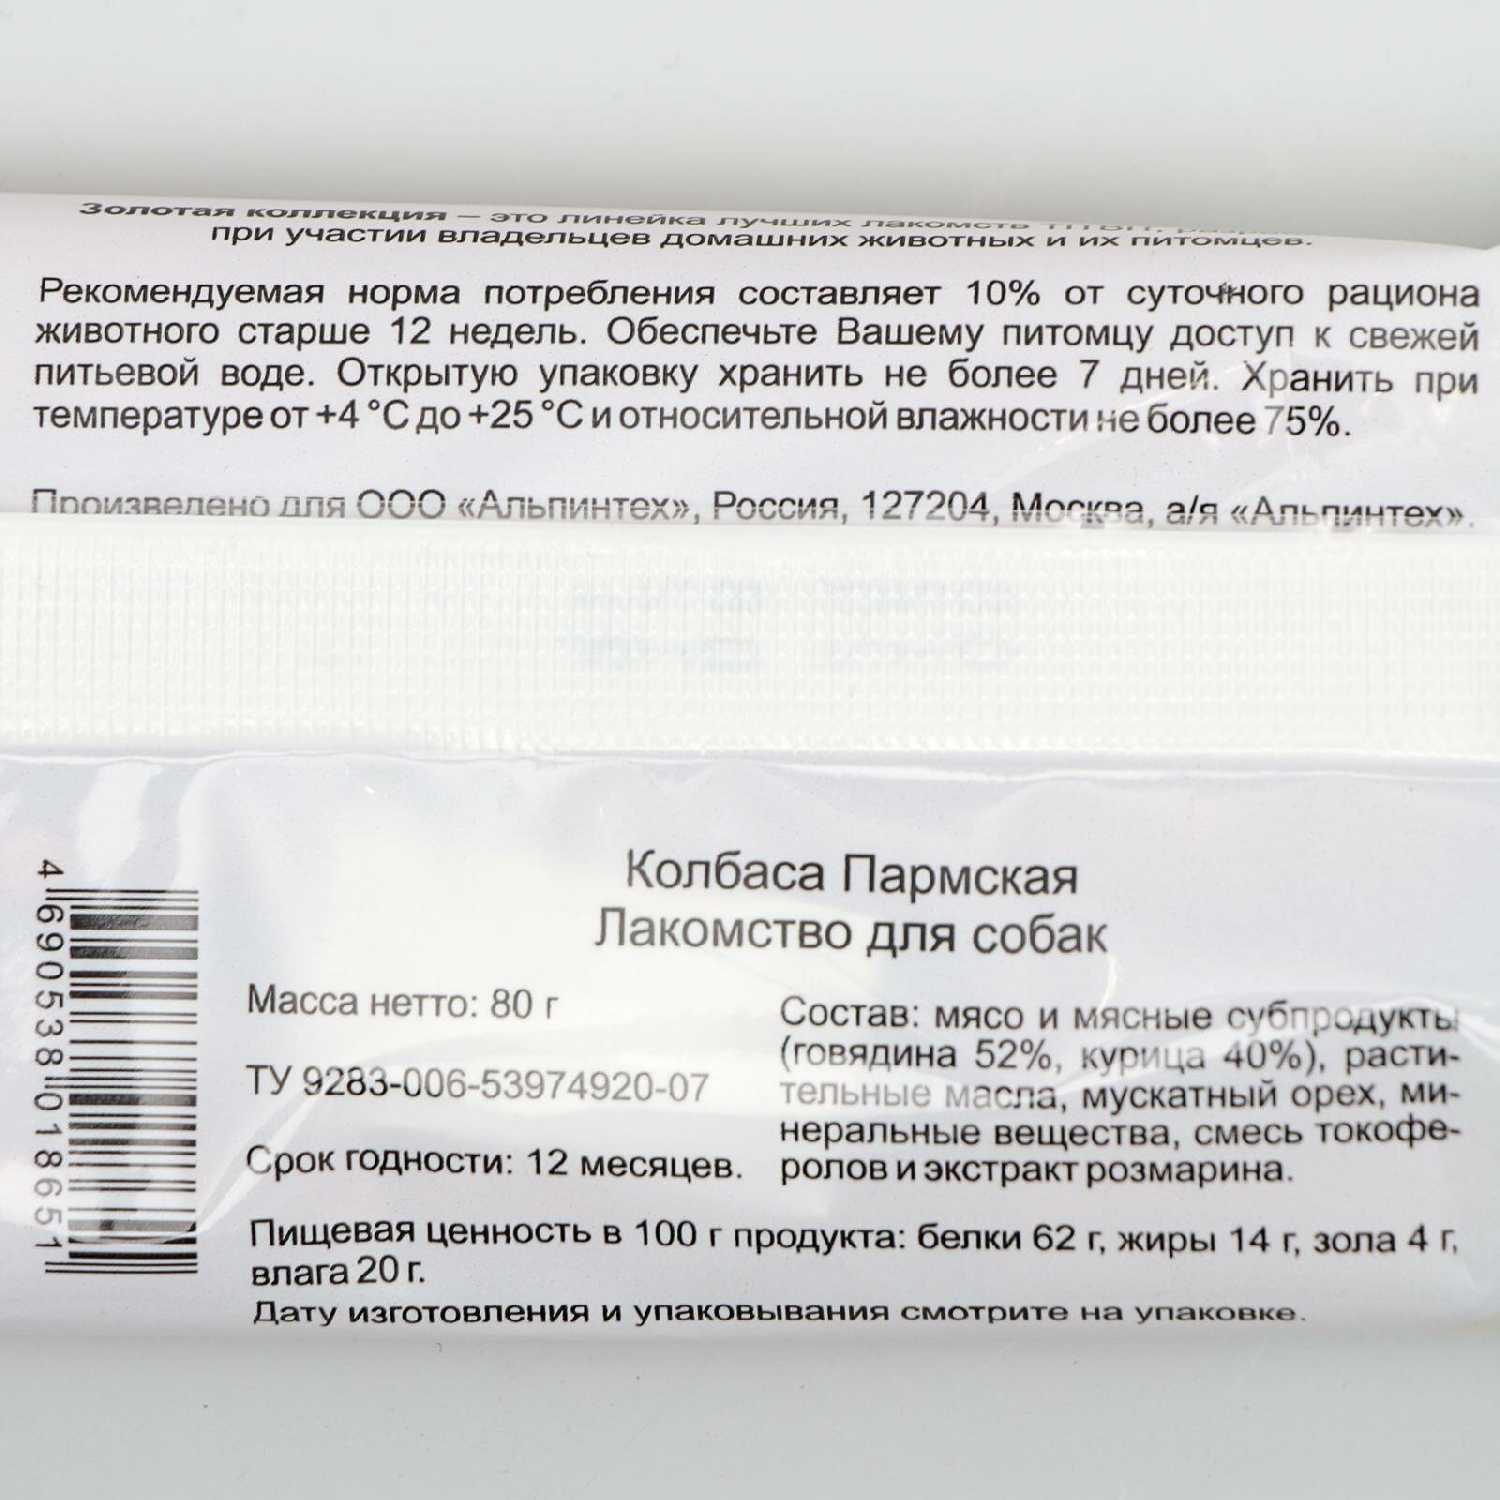 Золотая коллекция – это линейка лучших лакомств
при участии владельцев домашних животных и их питомцев.
Рекомендуемая норма потребления составляет 10% от суточного рациона
животного старше 12 недель. Обеспечьте Вашему питомцу доступ к свежей
питьевой воде. Открытую упаковку хранить не более 7 дней. Хранить при
температуре от +4 °C до +25 °C и относительной влажности не более 75%.
Произведено для ООО «Альпинтех», Россия, 127204, Москва, а/я «Альпинтех».
Колбаса Пармская
Лакомство для собак
Масса нетто: 80 г
ТУ 9283-006-53974920-07
Срок годности: 12 месяцев.
Состав: мясо и мясные субпродукты
(говядина 52%, курица 40%), расти-
тельные масла, мускатный орех, ми-
неральные вещества, смесь токофе-
ролов и экстракт розмарина.
Пищевая ценность в 100 г продукта: белки 62 г, жиры 14 г, зола 4 г,
влага 20 г.
Дату изготовления и упаковывания смотрите на упаковке.
4 690538 018651